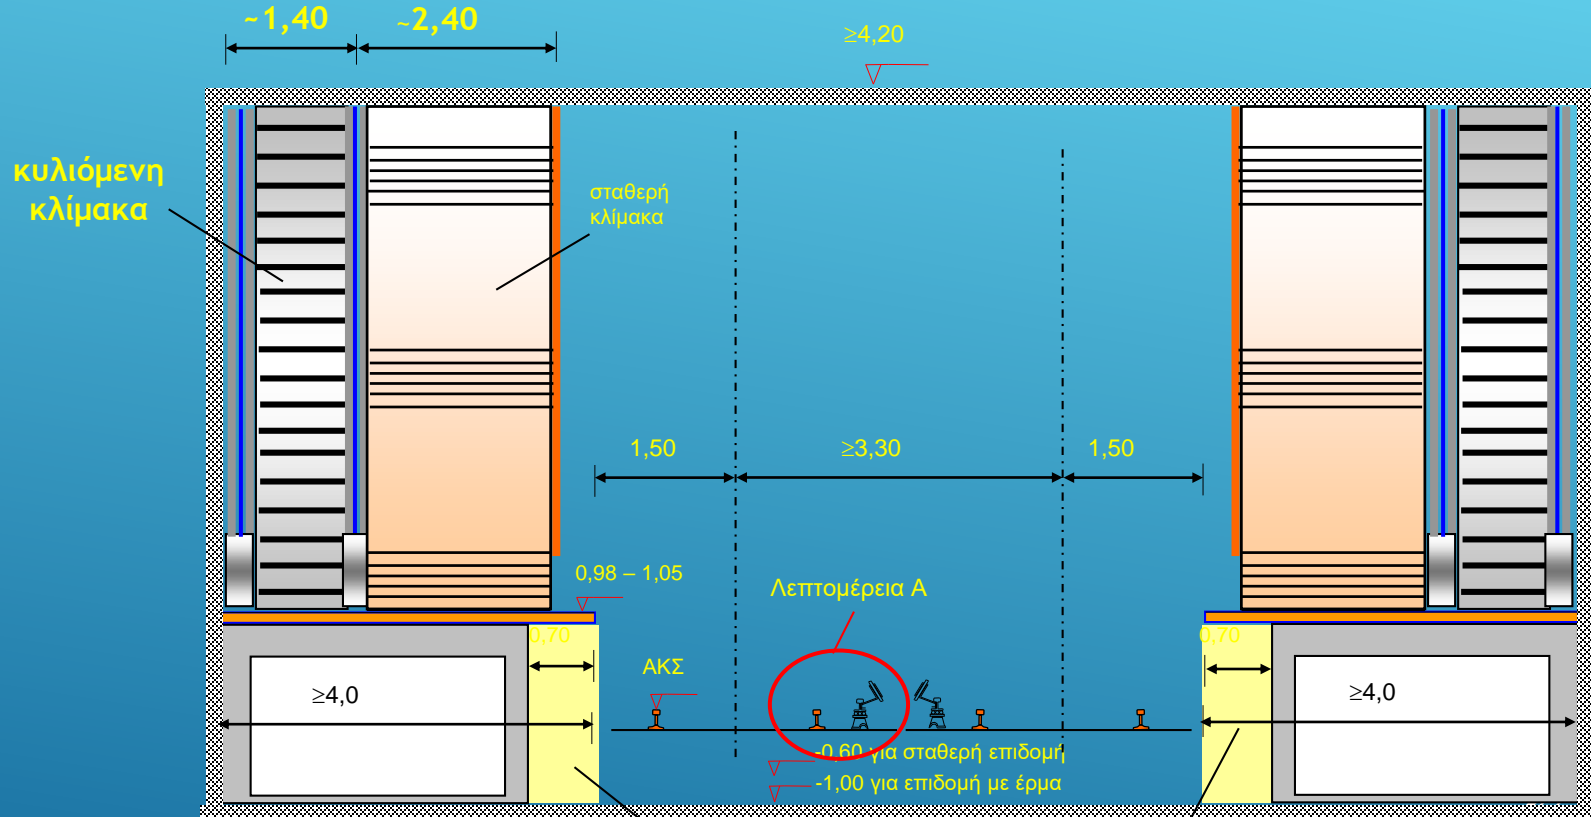 ~1,40
~2,40
≥4,20
κυλιόμενη
κλίμακα
σταθερή
κλίμακα
1,50
≥3,30
1,50
0,98 – 1,05
Λεπτομέρεια Α
0,70
0,70
ΑΚΣ
≥4,0
≥4,0
-0,60 για σταθερή επιδομή
-1,00 για επιδομή με έρμα